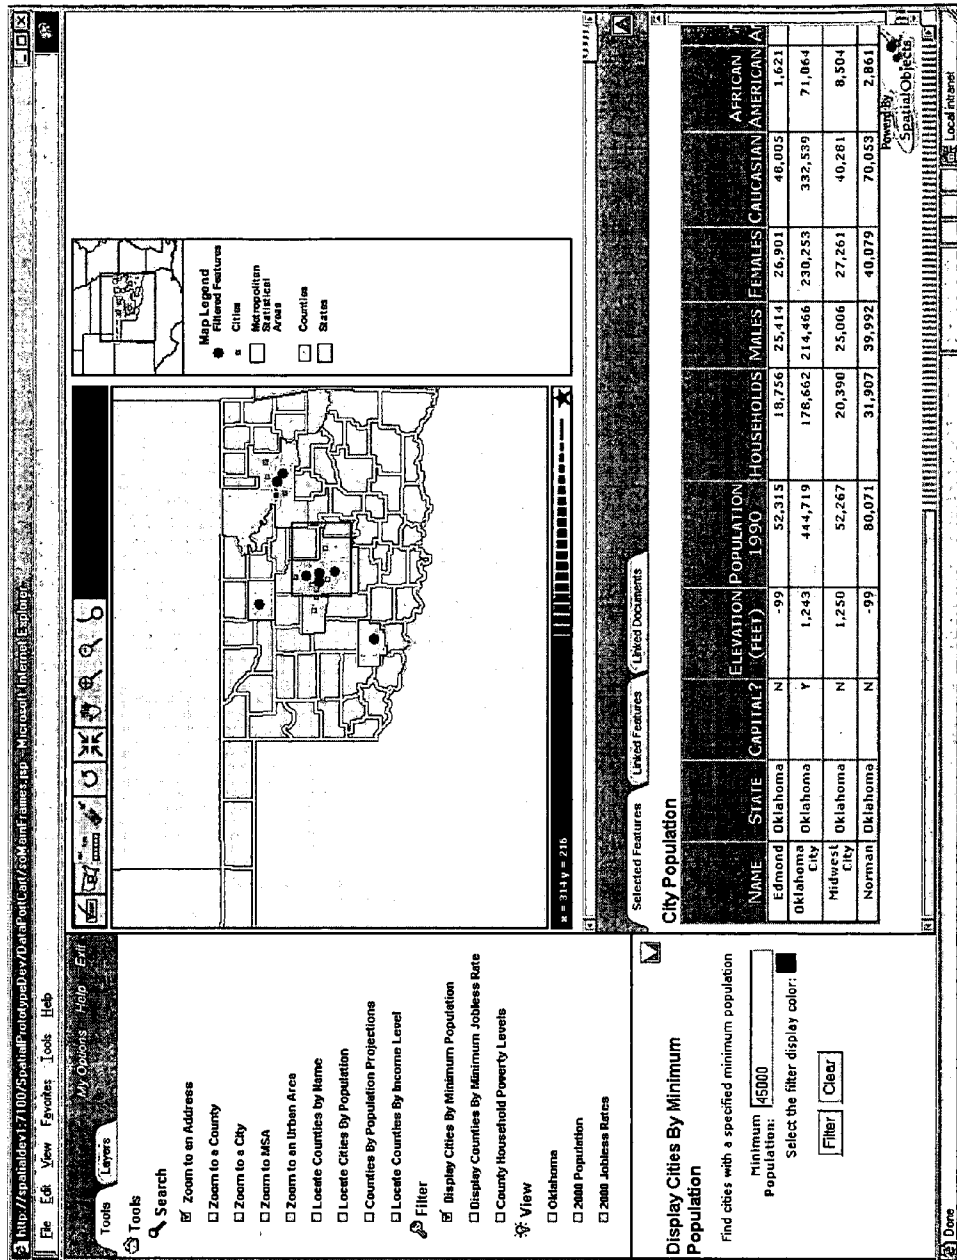 http://spatialdev1:7100/SpatialPrototypeDev/DataPortCart/soMainFrames.jsp - Microsoft Internet Explorer
File Edit View Favorites Tools Help
Tools Layers My Options Help Exit
Tools
Search
Zoom to an Address
Zoom to a County
Zoom to a City
Zoom to MSA
Zoom to an Urban Area
Locate Counties by Name
Locate Cities By Population
Counties By Population Projections
Locate Counties By Income Level
Filter
Display Cities By Minimum Population
Display Counties By Minimum Jobless Rate
County Household Poverty Levels
View
Oklahoma
2000 Population
2000 Jobless Rates
Display Cities By Minimum
Population
Find cities with a specified minimum population
Minimum
Population: 45000
Select the filter display color:
Filter Clear
x = 314 y = 216
Map Legend
Filtered Features
Cities
Metropolitan
Statistical
Areas
Counties
States
Selected Features Linked Features Linked Documents
City Population
NAME STATE CAPITAL? ELEVATION (FEET) POPULATION 1990 HOUSEHOLDS MALES FEMALES CAUCASIAN AFRICAN AMERICAN A
Edmond Oklahoma N -99 52,315 18,756 25,414 26,901 48,005 1,621
Oklahoma City Oklahoma Y 1,243 444,719 178,662 214,466 230,253 332,539 71,064
Midwest City Oklahoma N 1,250 52,267 20,390 25,006 27,261 40,281 8,504
Norman Oklahoma N -99 80,071 31,907 39,992 40,079 70,053 2,861
Powered by
SpatialObjects
Done Local intranet